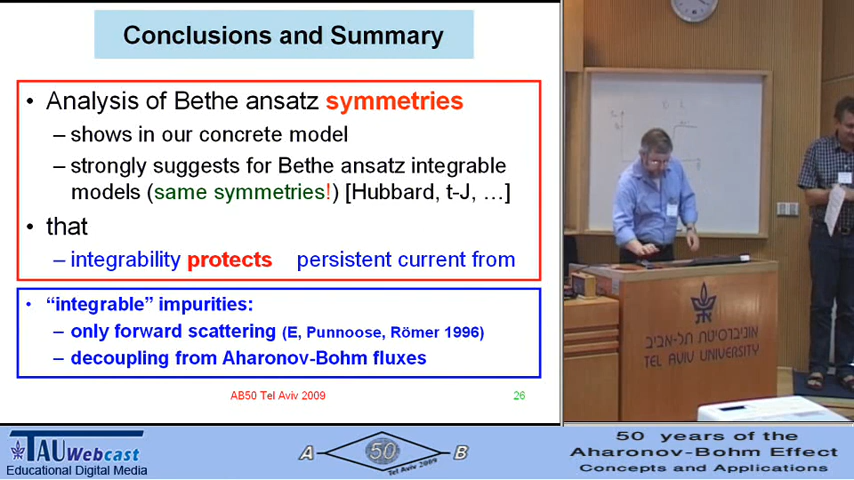 Conclusions and Summary
• Analysis of Bethe ansatz symmetries
– shows in our concrete model
– strongly suggests for Bethe ansatz integrable
models (same symmetries!) [Hubbard, t-J, …]
• that
– integrability protects persistent current from
• “integrable” impurities:
– only forward scattering (E, Punnoose, Römer 1996)
– decoupling from Aharonov-Bohm fluxes
AB50 Tel Aviv 2009 26
אוניברסיטת תל-אביב
TEL AVIV UNIVERSITY
TAU Webcast
Educational Digital Media
A 50 B
Tel Aviv 2009
50 years of the
Aharonov-Bohm Effect
Concepts and Applications